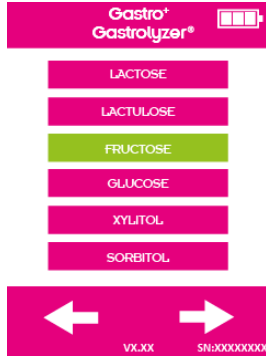 Gastro+
Gastrolyzer®
LACTOSE
LACTULOSE
FRUCTOSE
GLUCOSE
XYLITOL
SORBITOL
VX.XX SN:XXXXXXXX